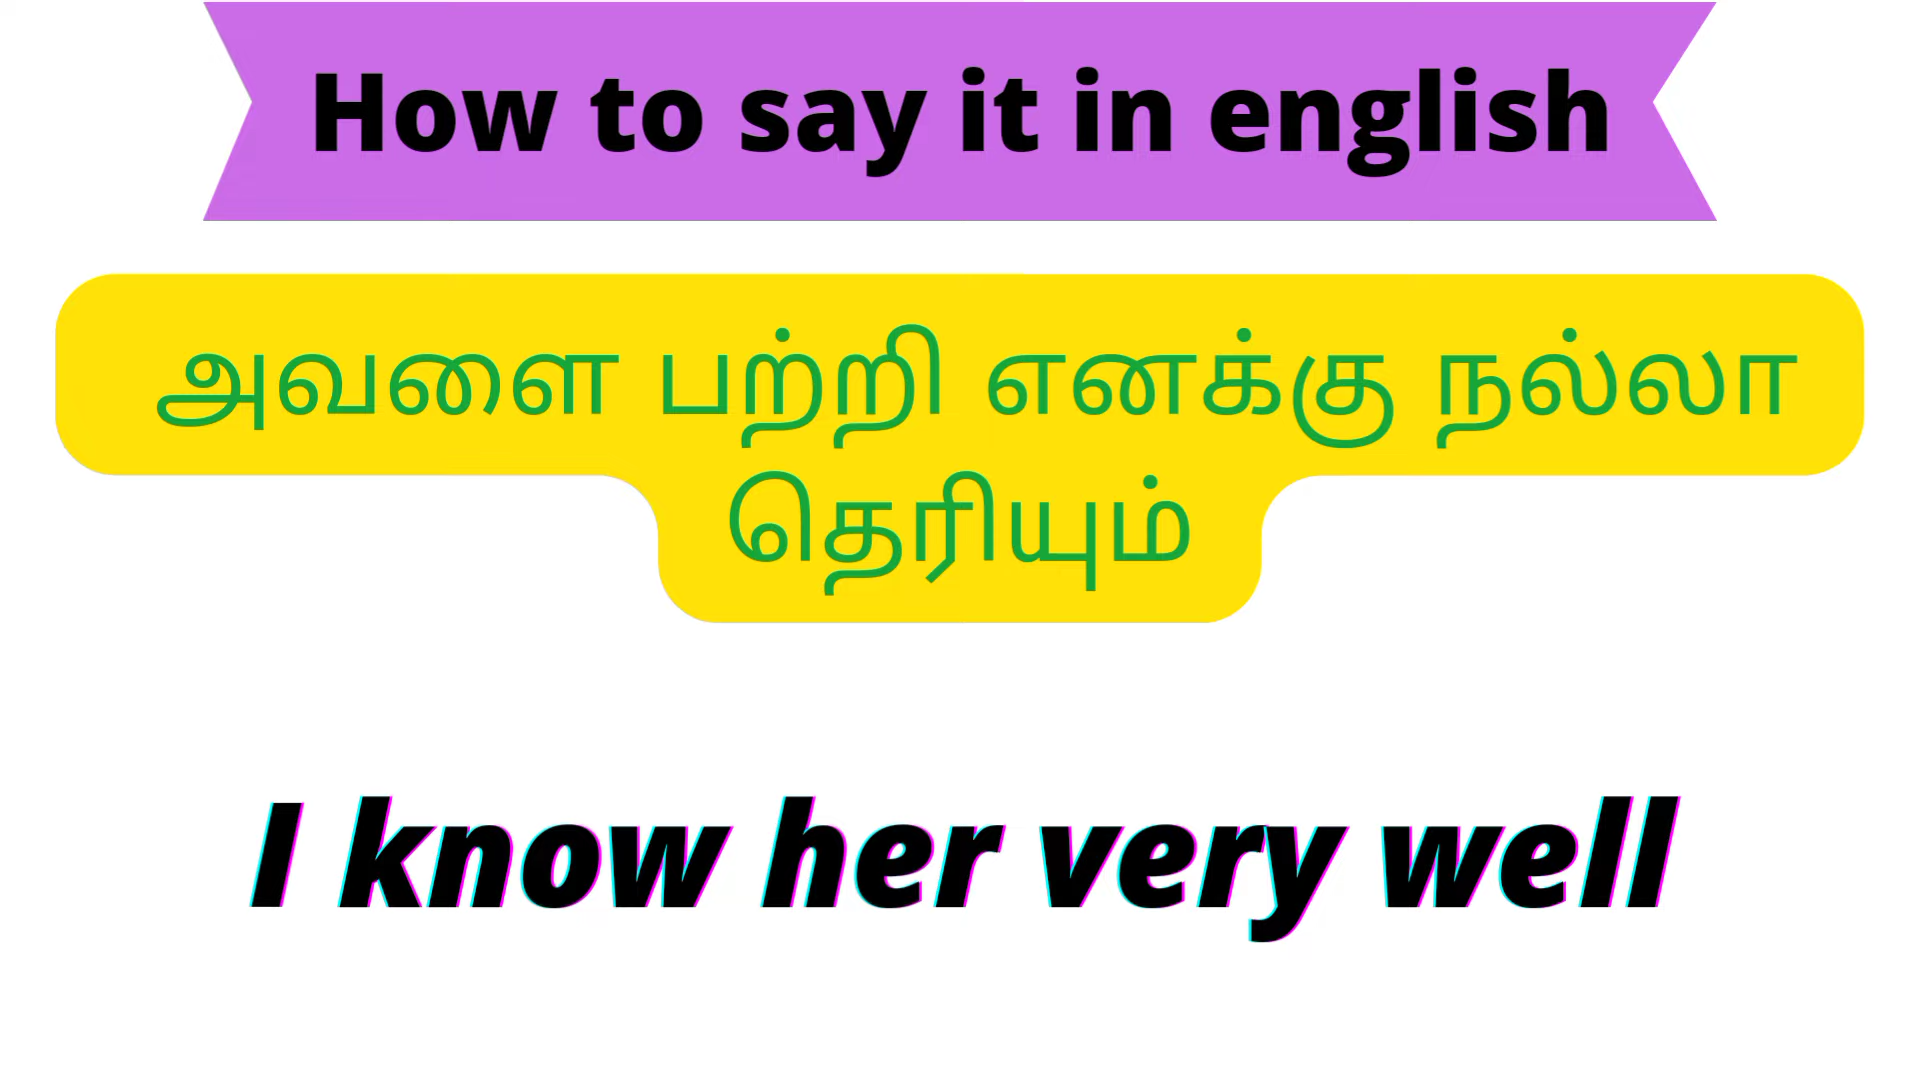 How to say it in english
அவளை பற்றி எனக்கு நல்லா
தெரியும்
I know her very well